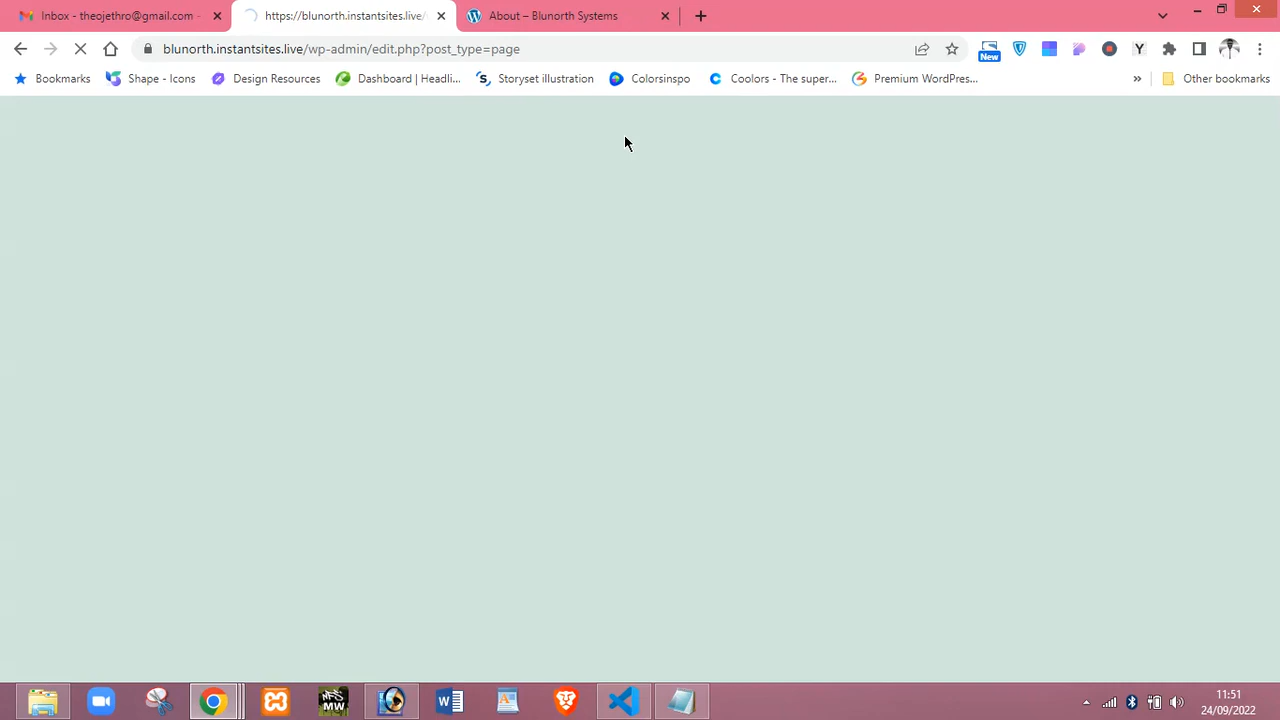 Inbox - theojethro@gmail.com -
https://blunorth.instantsites.live/
About – Blunorth Systems
blunorth.instantsites.live/wp-admin/edit.php?post_type=page
New
Y
Bookmarks
Shape - Icons
Design Resources
Dashboard | Headli...
Storyset illustration
Colorsinspo
Coolors - The super...
Premium WordPres...
»
Other bookmarks
MW
W
11:51
24/09/2022